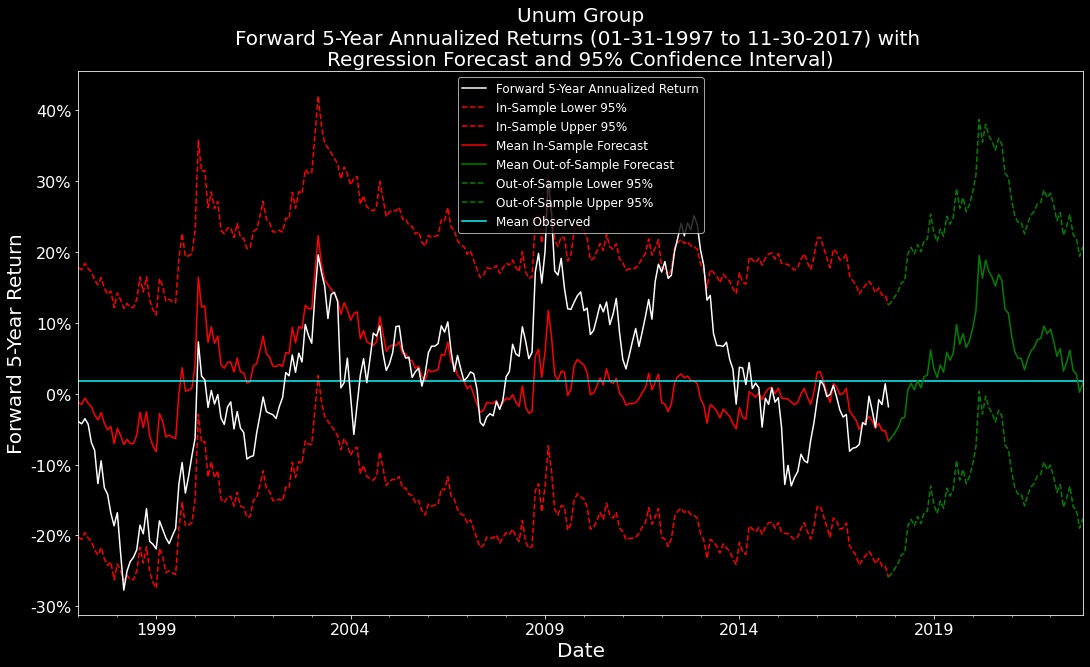 Unum Group
Forward 5-Year Annualized Returns (01-31-1997 to 11-30-2017) with
Regression Forecast and 95% Confidence Interval)
Forward 5-Year Annualized Return
In-Sample Lower 95%
In-Sample Upper 95%
Mean In-Sample Forecast
Mean Out-of-Sample Forecast
Out-of-Sample Lower 95%
Out-of-Sample Upper 95%
Mean Observed
Forward 5-Year Return
40%
30%
20%
10%
0%
-10%
-20%
-30%
1999
2004
2009
2014
2019
Date